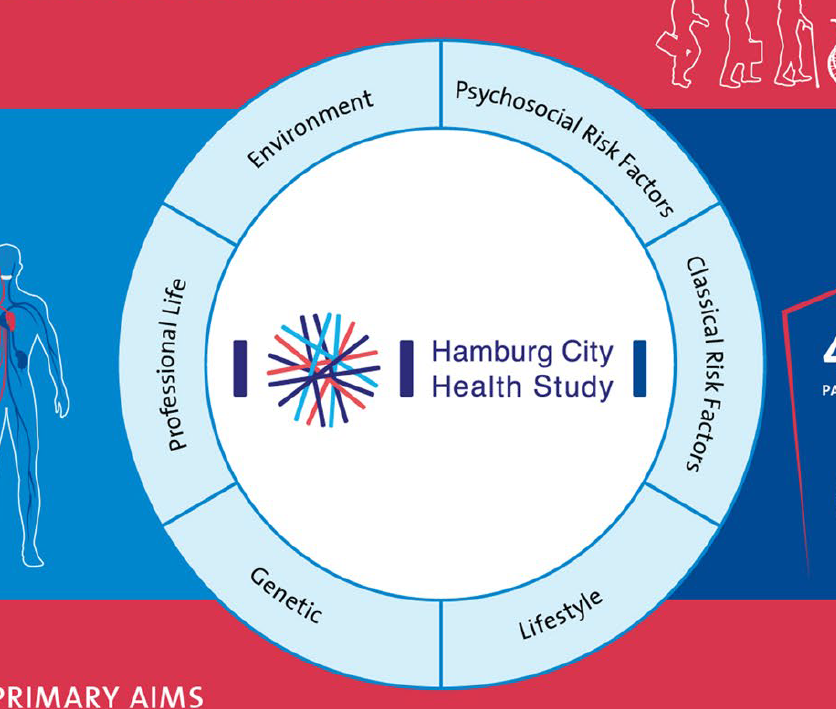 Environment
Psychosocial Risk Factors
Professional Life
Classical Risk Factors
Hamburg City
Health Study
Genetic
Lifestyle
PRIMARY AIMS